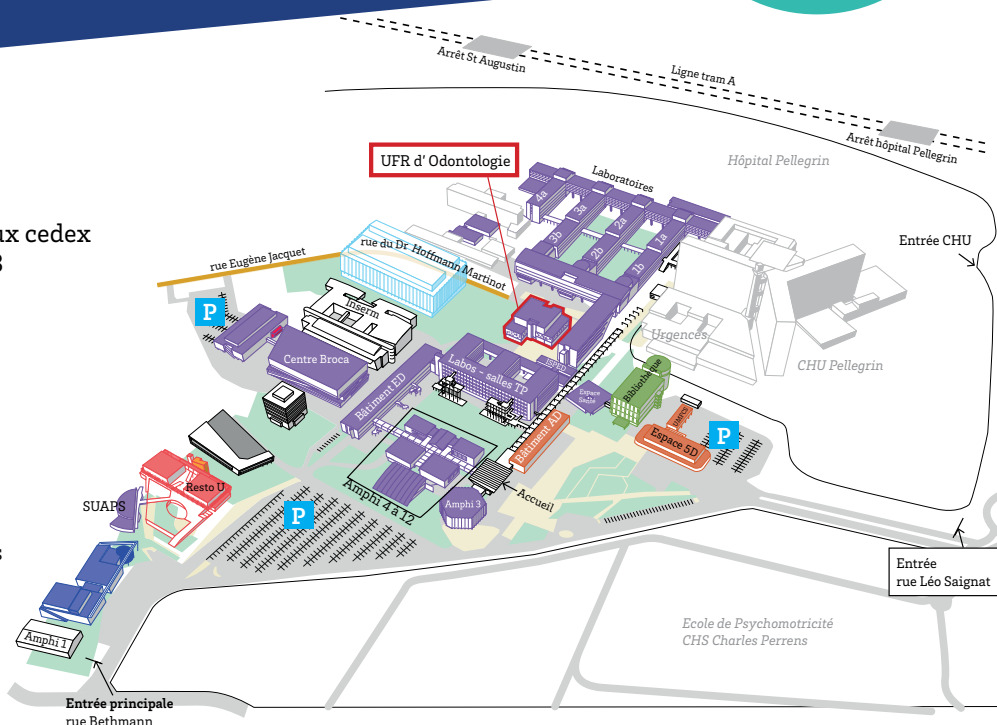 Arrêt St Augustin
Ligne tram A
Arrêt hôpital Pellegrin
Hôpital Pellegrin
UFR d' Odontologie
Laboratoires
4a
3a
2a
1a
3b
2b
1b
ux cedex
3
Entrée CHU
rue Eugène Jacquet
rue du Dr. Hoffmann Martinot
P
Inserm
Urgences
CHU Pellegrin
Centre Broca
Labos - salles TP
ISPED
Bâtiment ED
Espace
Santé
Bibliothèque
Bâtiment AD
Espace 5D
P
Resto U
SUAPS
P
Amphi 4 à 12
Amphi 3
Accueil
s
Entrée
rue Léo Saignat
Ecole de Psychomotricité
CHS Charles Perrens
Amphi 1
Entrée principale
rue Bethmann